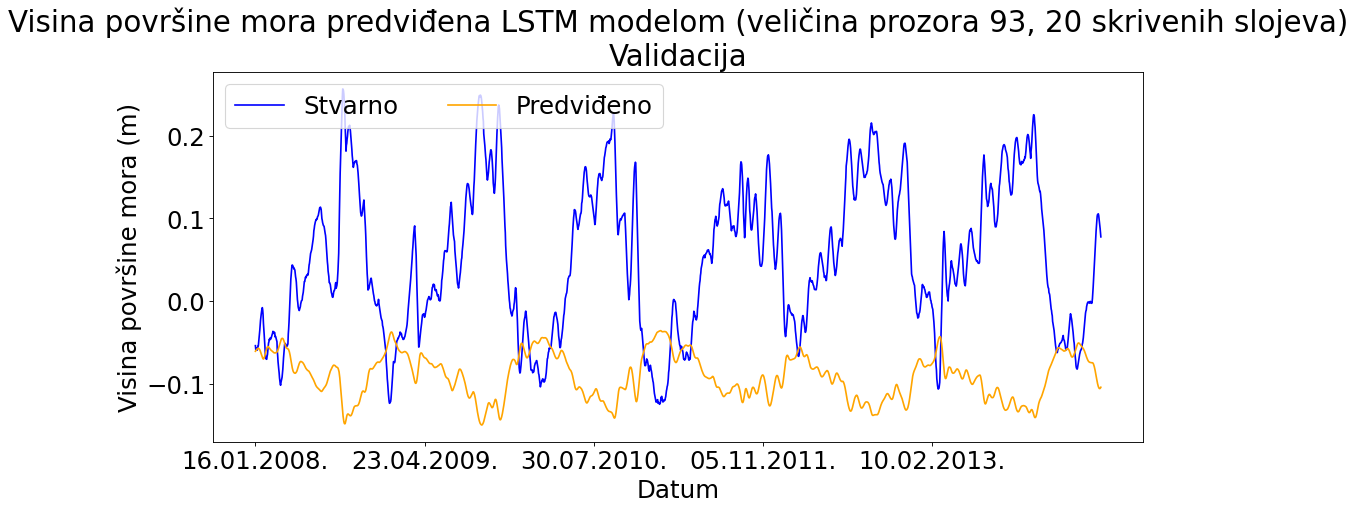 Visina površine mora predviđena LSTM modelom (veličina prozora 93, 20 skrivenih slojeva)
Validacija
Stvarno Predviđeno
Visina površine mora (m)
0.2
0.1
0.0
−0.1
16.01.2008. 23.04.2009. 30.07.2010. 05.11.2011. 10.02.2013.
Datum